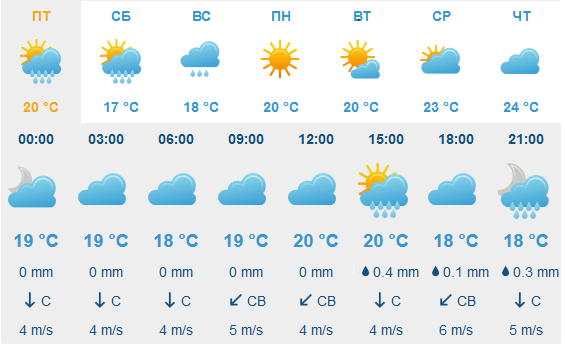 ПТ СБ ВС ПН ВТ СР ЧТ
20 °C 17 °C 18 °C 20 °C 20 °C 23 °C 24 °C
00:00 03:00 06:00 09:00 12:00 15:00 18:00 21:00
19 °C 19 °C 18 °C 19 °C 20 °C 20 °C 18 °C 18 °C
0 mm 0 mm 0 mm 0 mm 0 mm 0.4 mm 0.1 mm 0.3 mm
С С С СВ СВ С СВ С
4 m/s 4 m/s 4 m/s 5 m/s 4 m/s 4 m/s 6 m/s 5 m/s